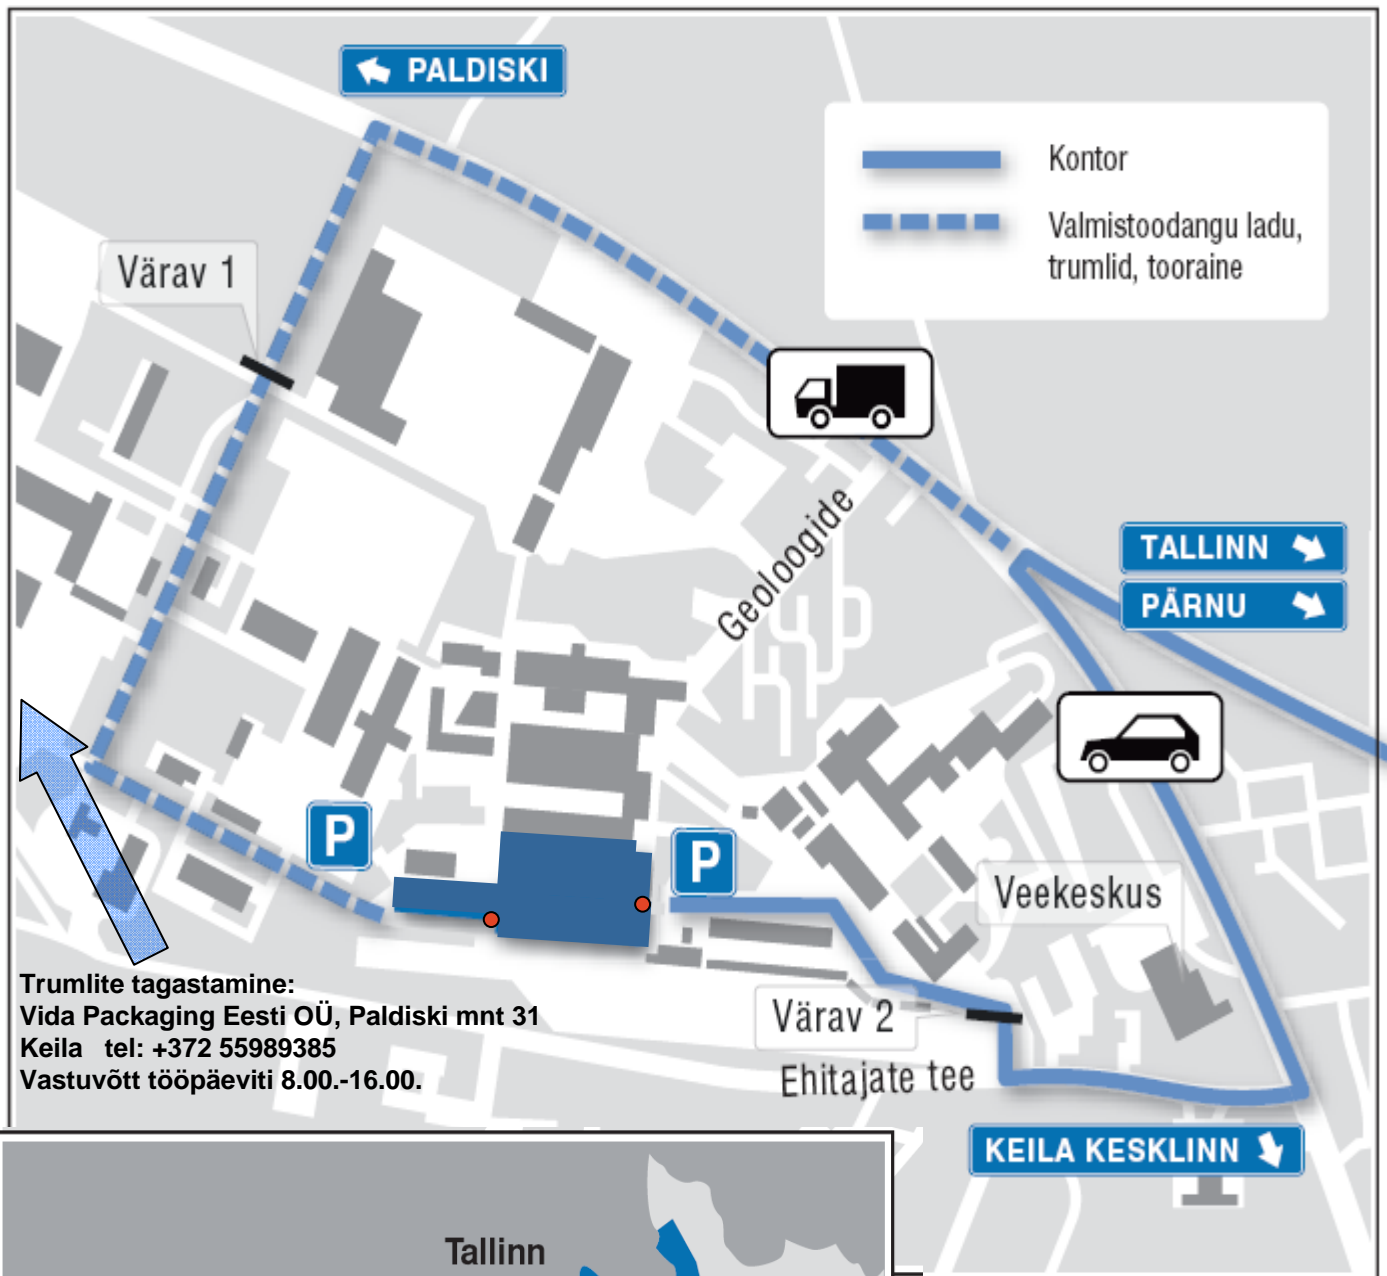 PALDISKI
Kontor
Valmistoodangu ladu,
trumlid, tooraine
Värav 1
Geoloogide
TALLINN
PÄRNU
P
P
Veekeskus
Värav 2
Ehitajate tee
Trumlite tagastamine:
Vida Packaging Eesti OÜ, Paldiski mnt 31
Keila tel: +372 55989385
Vastuvõtt tööpäeviti 8.00.-16.00.
KEILA KESKLINN
Tallinn